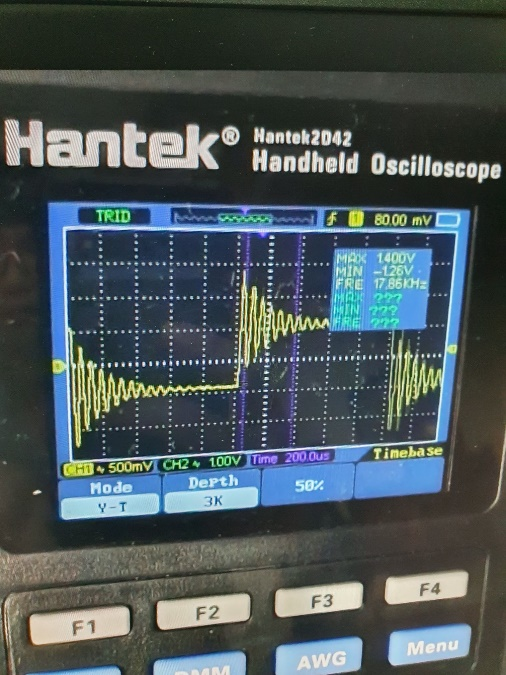 Hantek® Hantek2D42
Handheld Oscilloscope
TRID 1 80.00 mV
MAX 1.400V
MIN -1.26V
FRE 17.86KHz
MAX ???
MIN ???
FRE ???
CH1 ∿ 500mV CH2 ∿ 1.00V Time 200.0us Timebase
Mode Depth 50%
Y-T 3K
F1 F2 F3 F4
DMM AWG Menu